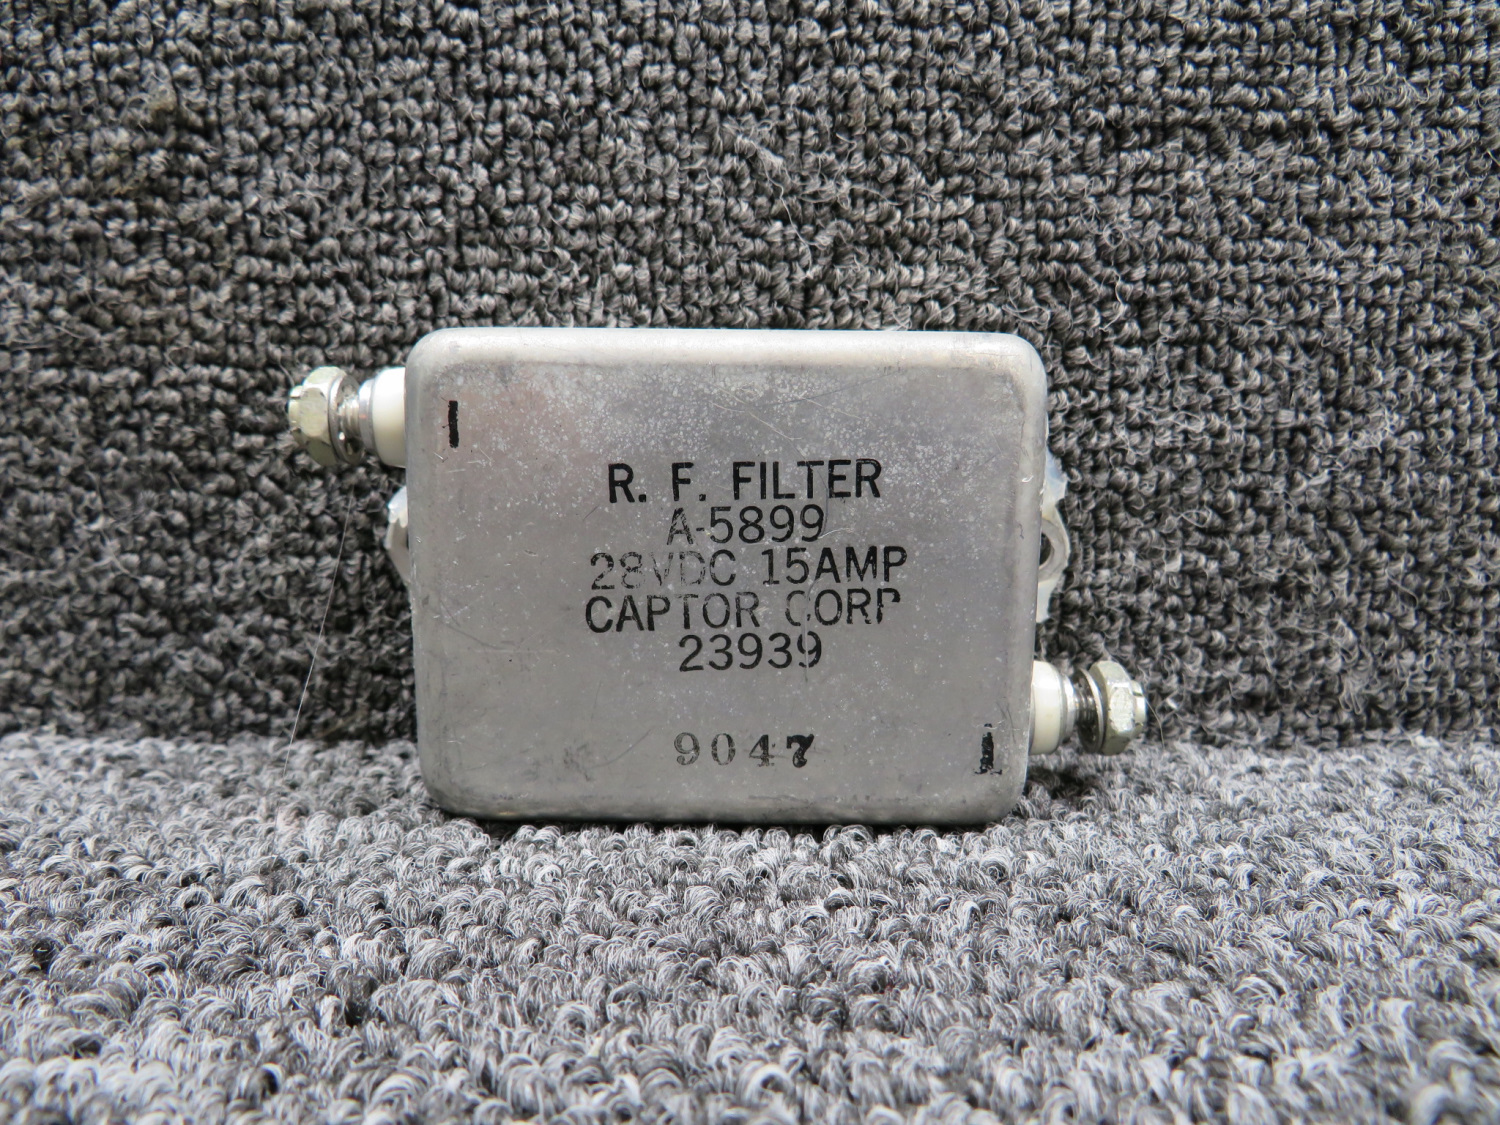 R. F. FILTER
A-5899
28VDC 15AMP
CAPTOR CORP
23939
9047